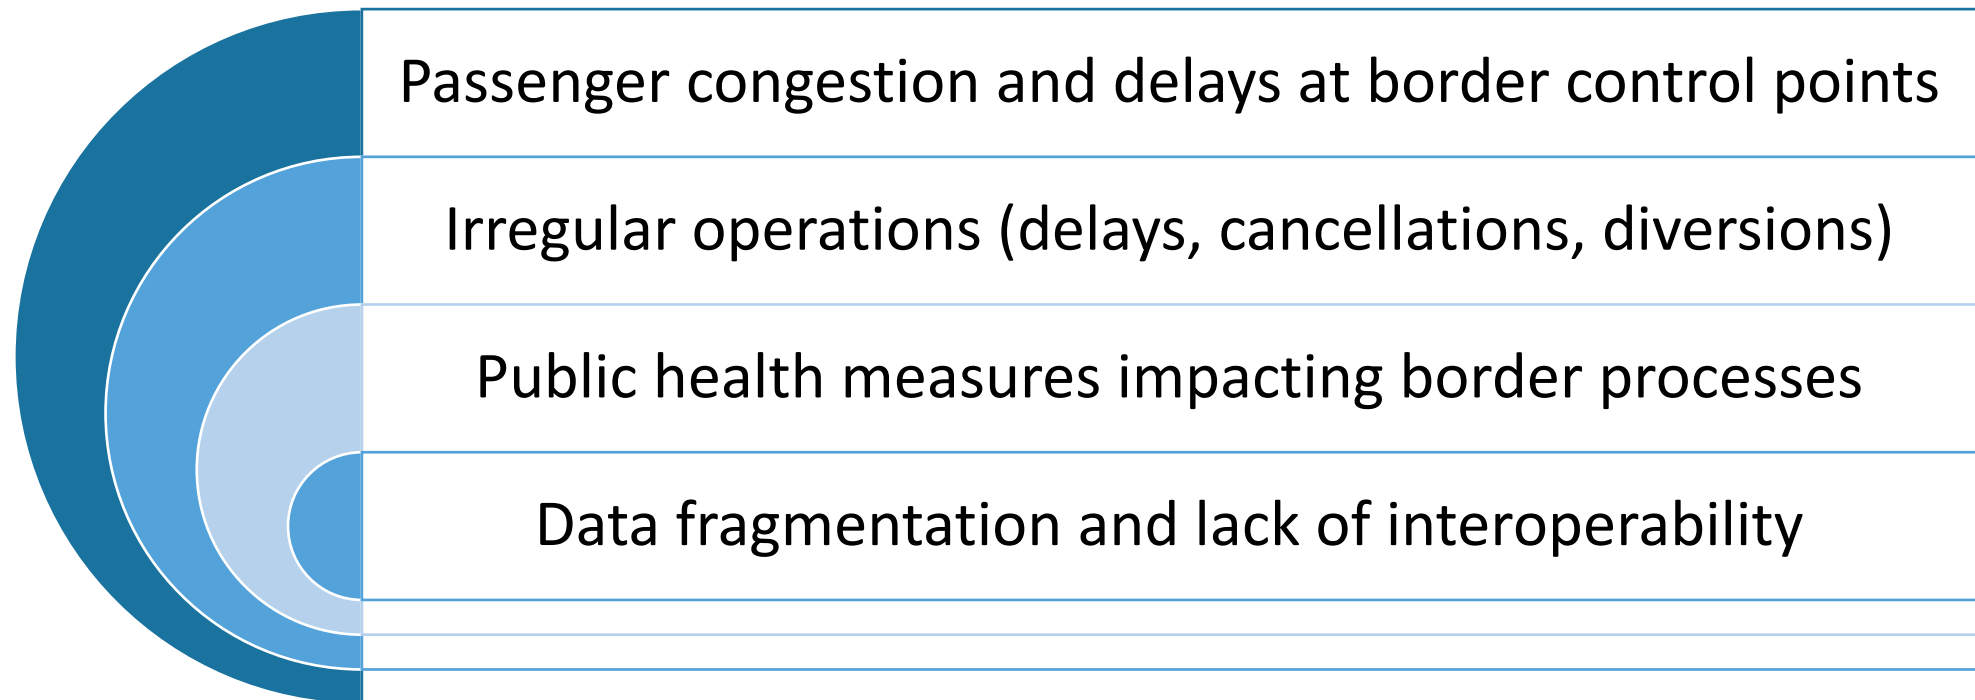 Passenger congestion and delays at border control points
Irregular operations (delays, cancellations, diversions)
Public health measures impacting border processes
Data fragmentation and lack of interoperability